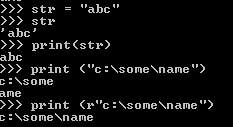 >>> str = "abc"
>>> str
'abc'
>>> print(str)
abc
>>> print ("c:\some\name")
c:\some
ame
>>> print (r"c:\some\name")
c:\some\name